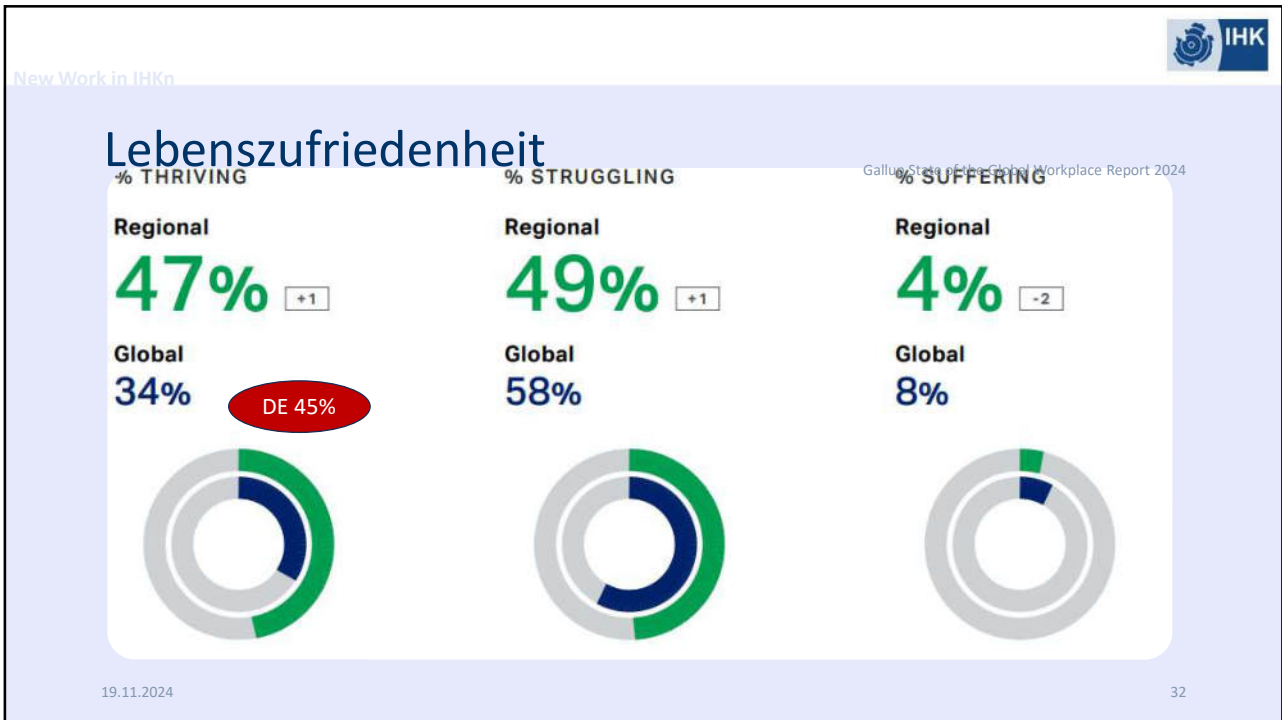 IHK
New Work in IHKn
Lebenszufriedenheit
Gallup State of the Global Workplace Report 2024
% THRIVING
Regional
47% +1
Global
34%
DE 45%
% STRUGGLING
Regional
49% +1
Global
58%
% SUFFERING
Regional
4% -2
Global
8%
19.11.2024
32